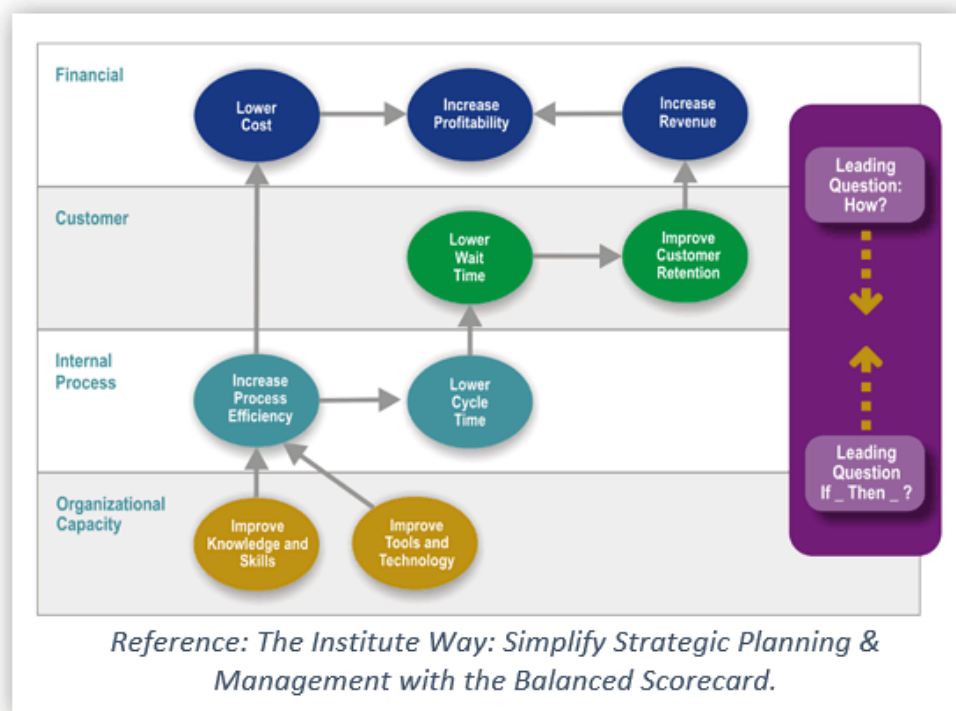 Financial
Lower
Cost
Increase
Profitability
Increase
Revenue
Customer
Lower
Wait
Time
Improve
Customer
Retention
Internal
Process
Increase
Process
Efficiency
Lower
Cycle
Time
Organizational
Capacity
Improve
Knowledge and
Skills
Improve
Tools and
Technology
Leading
Question:
How?
Leading
Question
If _ Then _ ?
Reference: The Institute Way: Simplify Strategic Planning &
Management with the Balanced Scorecard.